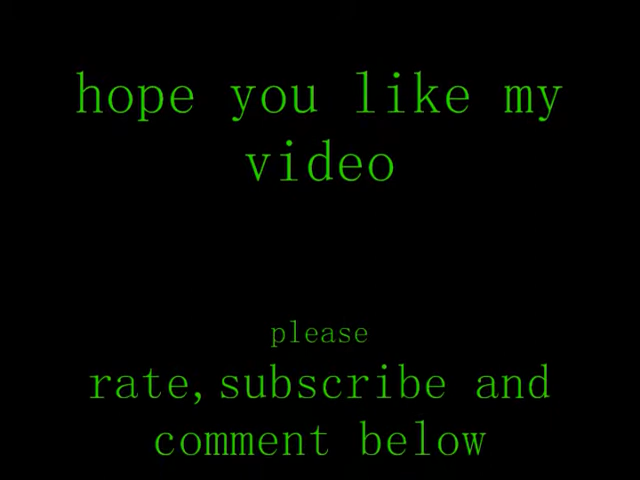 hope you like my
video
please
rate,subscribe and
comment below